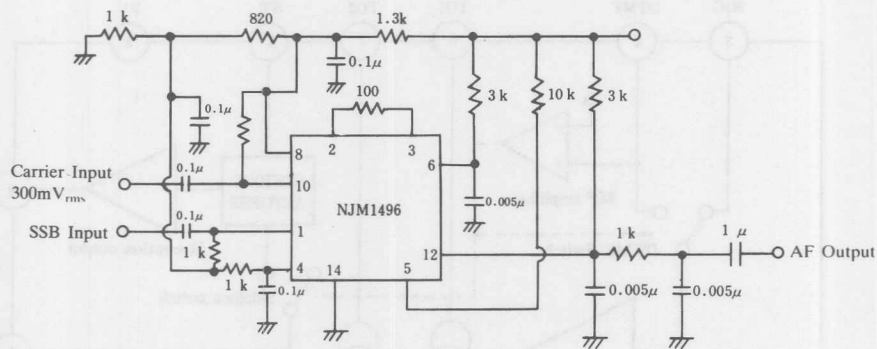 1 k
820
1.3k
0.1μ
3 k
10 k
3 k
100
0.1μ
2
3
8
6
0.1μ
Carrier Input
300mVrms
10
NJM1496
0.005μ
0.1μ
SSB Input
1
1 k
1 μ
12
1 k
AF Output
4
14
5
1 k
0.1μ
0.005μ
0.005μ